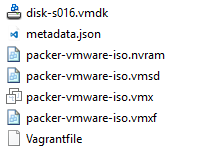 disk-s016.vmdk
metadata.json
packer-vmware-iso.nvram
packer-vmware-iso.vmsd
packer-vmware-iso.vmx
packer-vmware-iso.vmxf
Vagrantfile